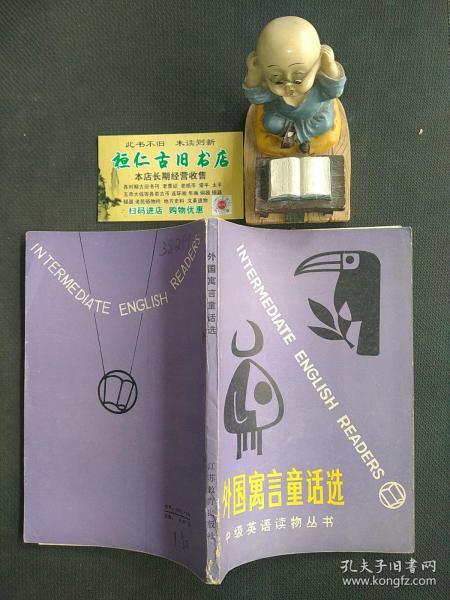 此书不旧 未读则新
桓仁古旧书店
本店长期经营收售
扫码进店 购物优惠
INTERMEDIATE ENGLISH READERS
外国寓言童话选
江苏教育出版社
INTERMEDIATE ENGLISH READERS
外国寓言童话选
中级英语读物丛书
孔夫子旧书网
www.kongfz.com